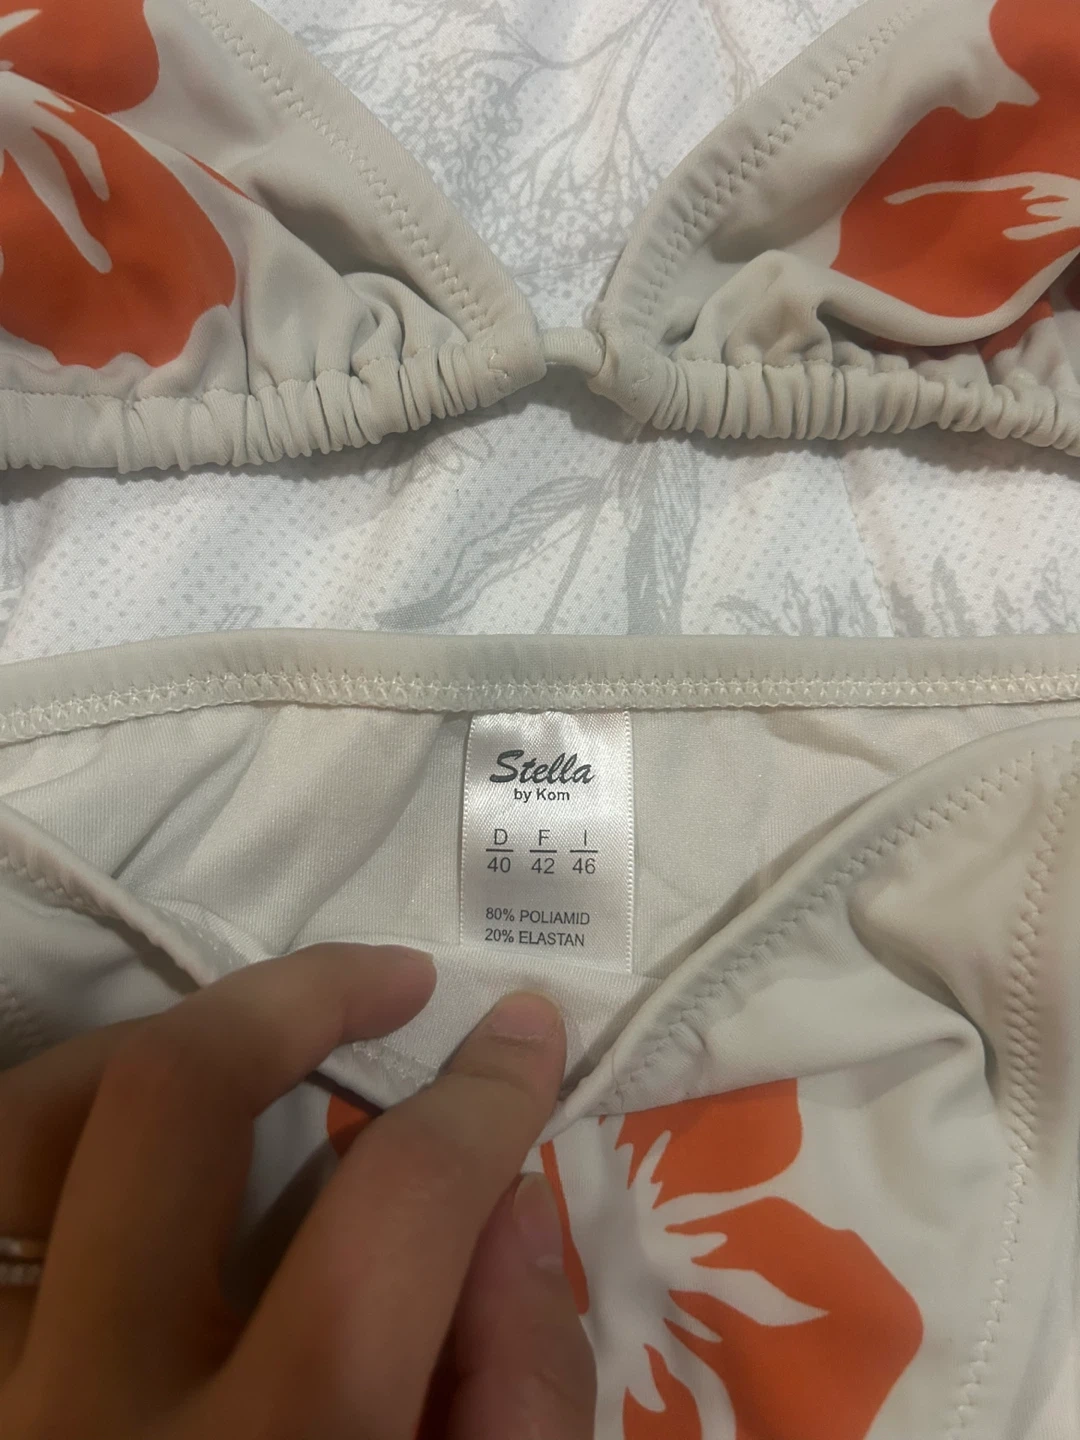 Stella
by Kom
D F I
40 42 46
80% POLIAMID
20% ELASTAN